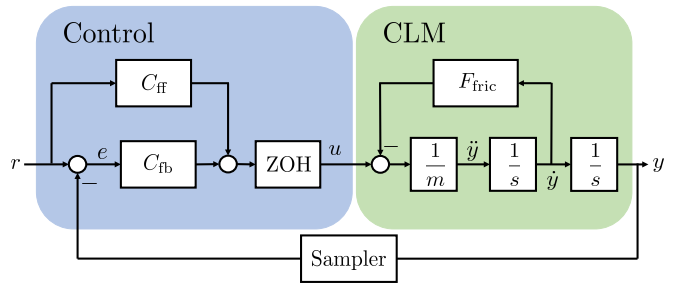 Control
CLM
C_ff
F_fric
r
−
e
C_fb
ZOH
u
−
1/m
ÿ
1/s
ẏ
1/s
y
−
Sampler